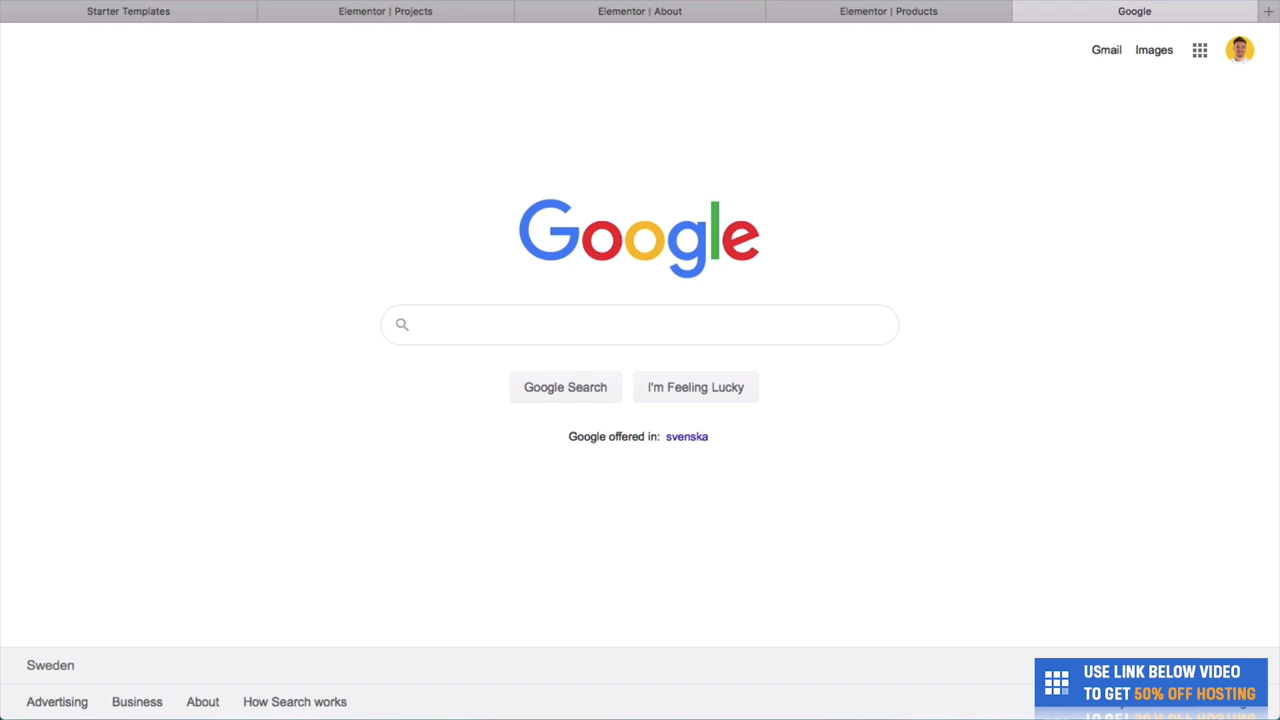 Starter Templates
Elementor | Projects
Elementor | About
Elementor | Products
Google
Gmail Images
Google
Google Search
I'm Feeling Lucky
Google offered in: svenska
Sweden
Advertising Business About How Search works
USE LINK BELOW VIDEO
TO GET 50% OFF HOSTING